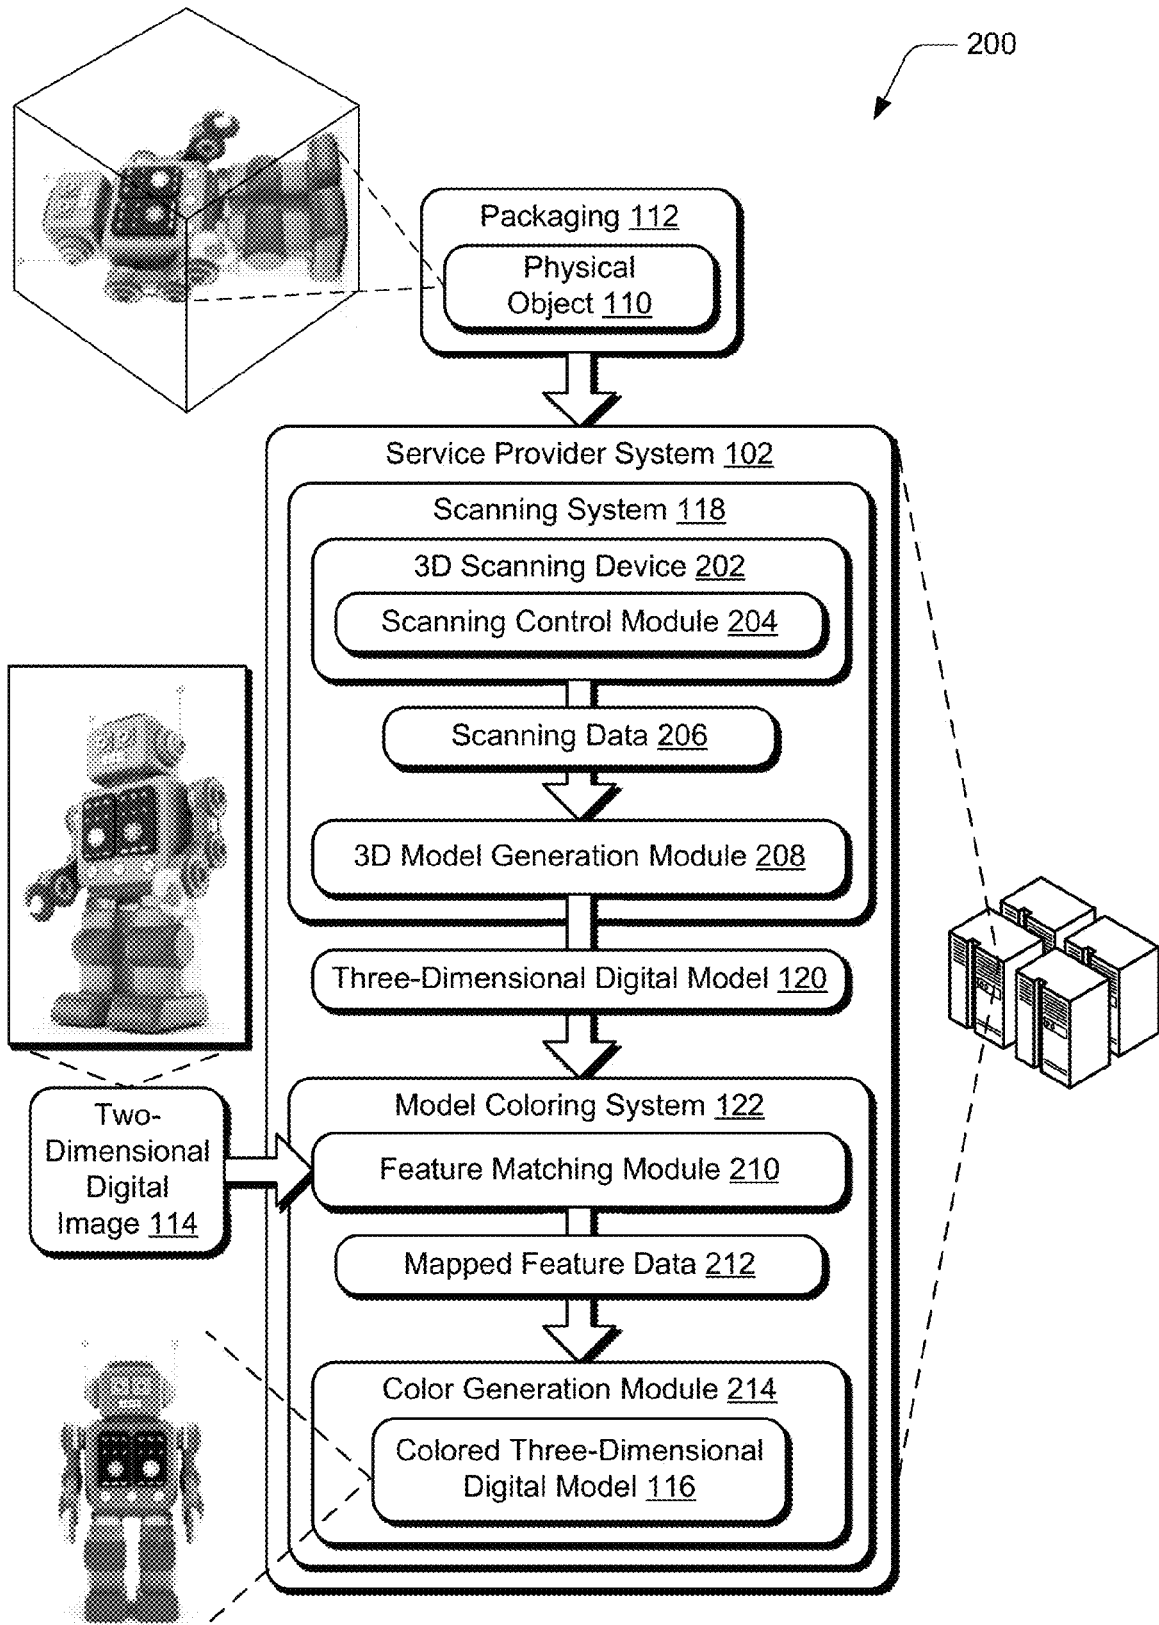 200
Packaging 112
Physical
Object 110
Service Provider System 102
Scanning System 118
3D Scanning Device 202
Scanning Control Module 204
Scanning Data 206
3D Model Generation Module 208
Three-Dimensional Digital Model 120
Model Coloring System 122
Two-
Dimensional
Digital
Image 114
Feature Matching Module 210
Mapped Feature Data 212
Color Generation Module 214
Colored Three-Dimensional
Digital Model 116